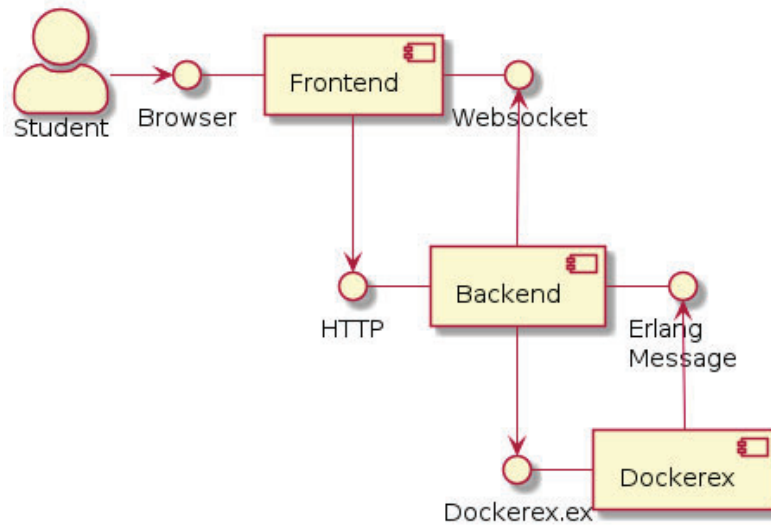 Student
Browser
Frontend
Websocket
HTTP
Backend
Erlang
Message
Dockerex.ex
Dockerex